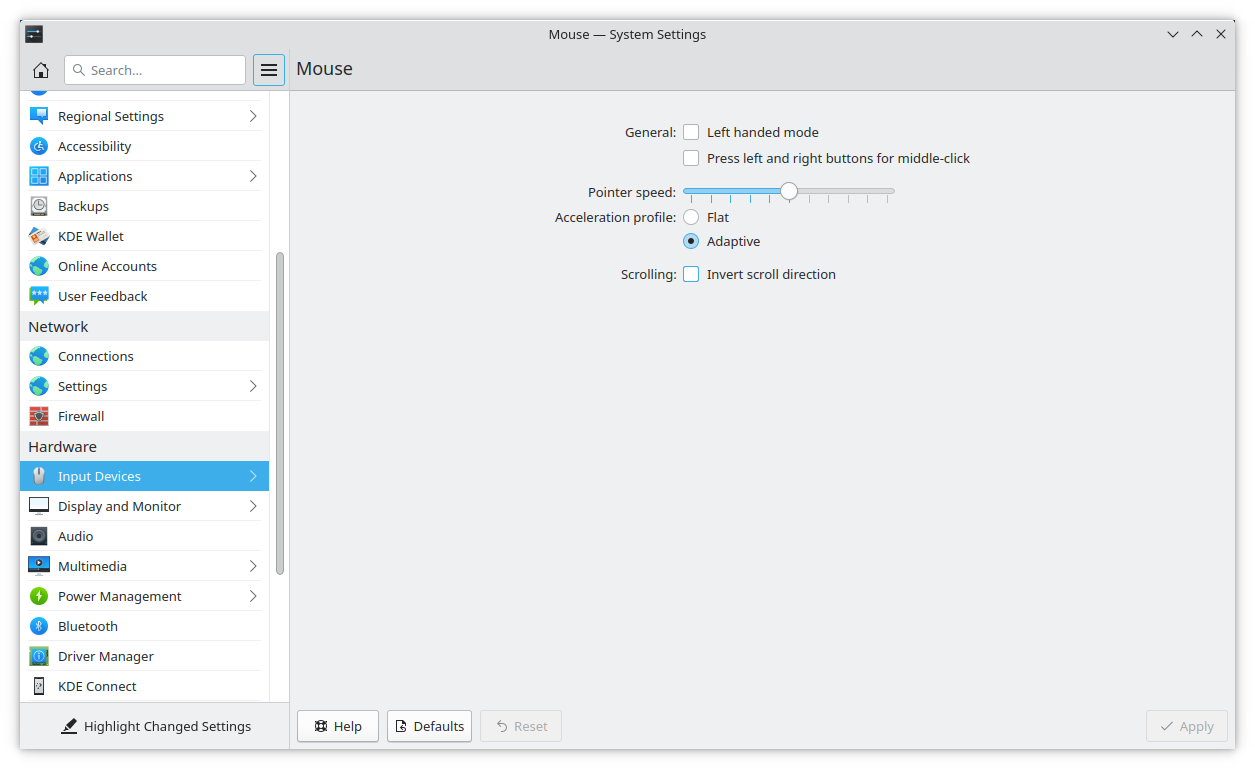 Mouse — System Settings
Search...
Mouse
Regional Settings
Accessibility
Applications
Backups
KDE Wallet
Online Accounts
User Feedback
Network
Connections
Settings
Firewall
Hardware
Input Devices
Display and Monitor
Audio
Multimedia
Power Management
Bluetooth
Driver Manager
KDE Connect
Highlight Changed Settings
General: Left handed mode
Press left and right buttons for middle-click
Pointer speed:
Acceleration profile: Flat
Adaptive
Scrolling: Invert scroll direction
Help Defaults Reset Apply